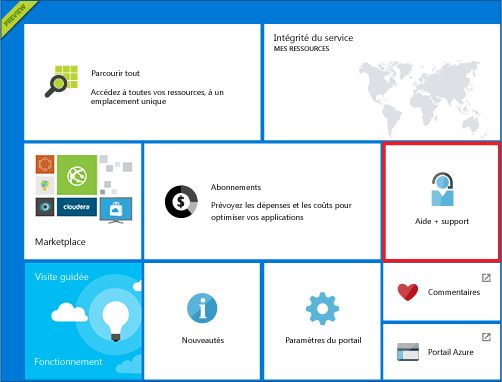 PREVIEW
Parcourir tout
Accédez à toutes vos ressources, à un
emplacement unique
Intégrité du service
MES RESSOURCES
cloudera
Marketplace
Abonnements
Prévoyez les dépenses et les coûts pour
optimiser vos applications
Aide + support
Visite guidée
Fonctionnement
Nouveautés
Paramètres du portail
Commentaires
Portail Azure